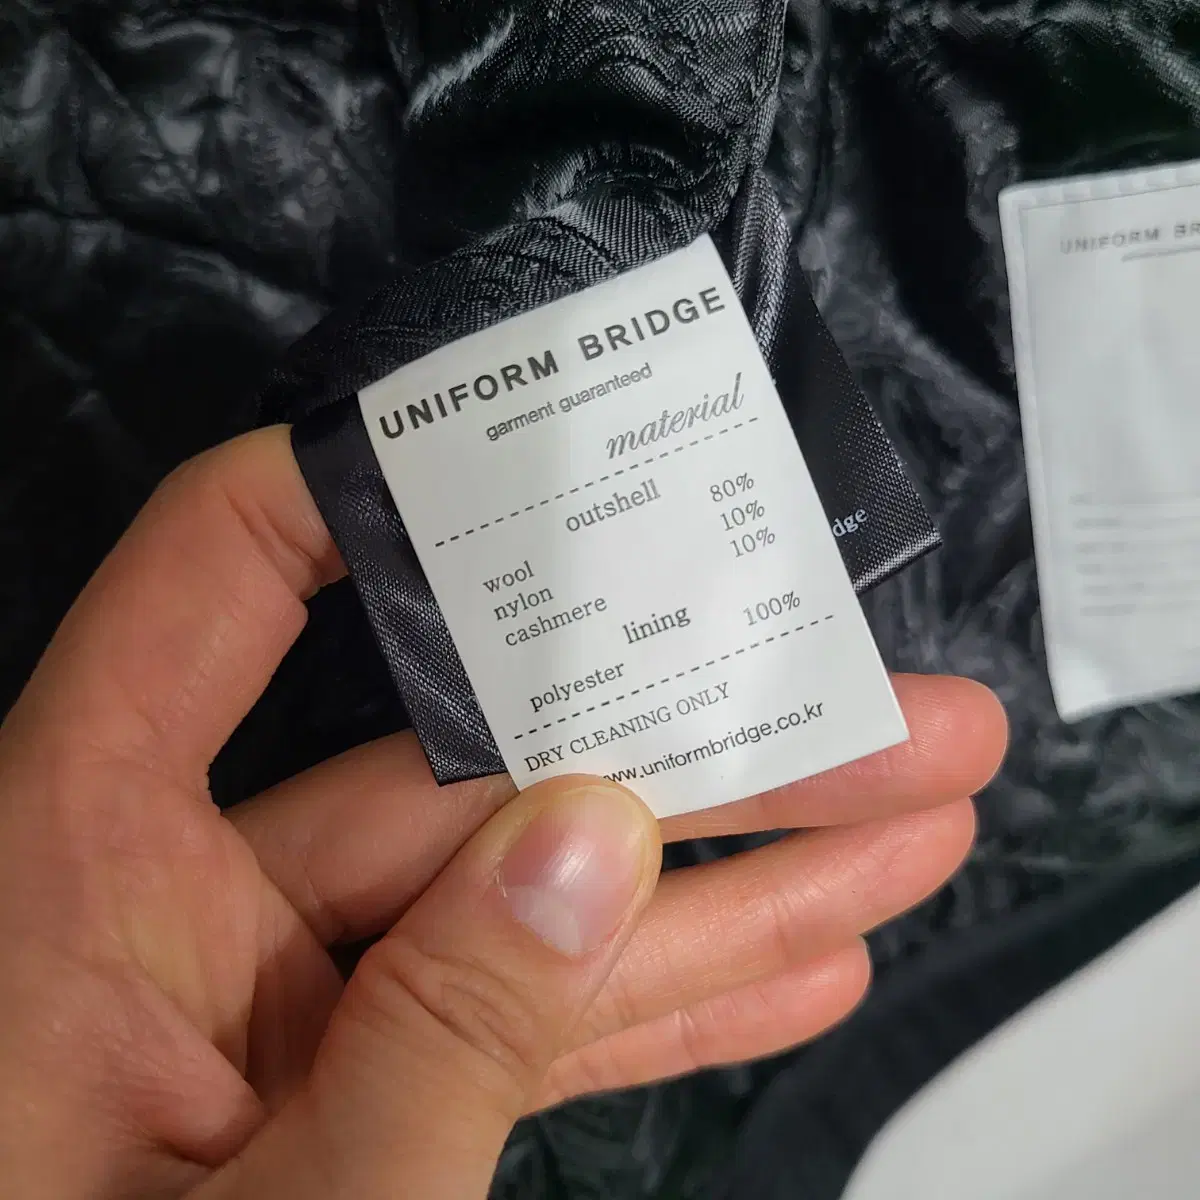 UNIFORM BRIDGE
garment guaranteed
material
outshell
wool 80%
nylon 10%
cashmere 10%
lining
polyester 100%
DRY CLEANING ONLY
www.uniformbridge.co.kr
dge
UNIFORM BR